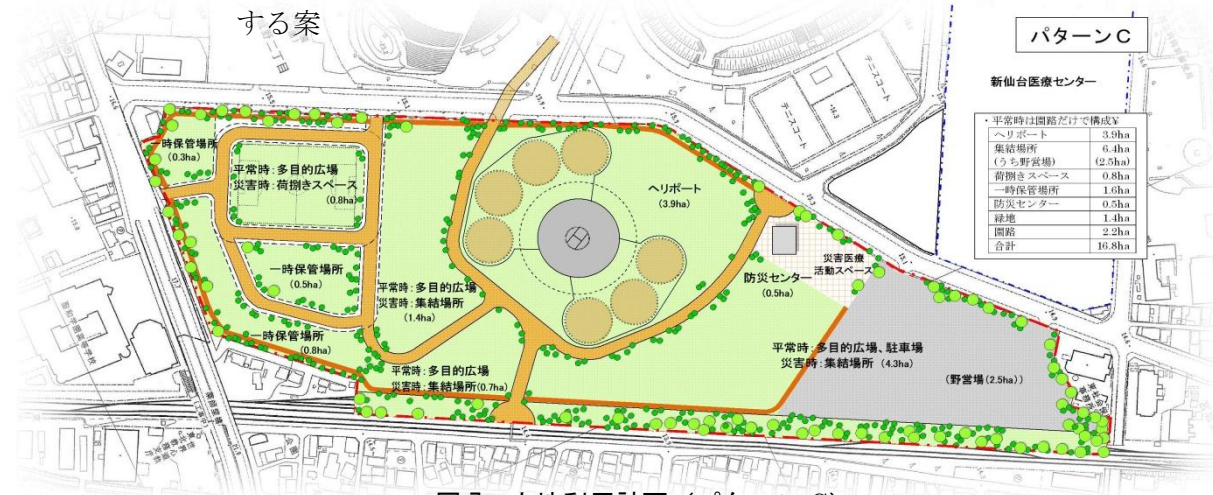 する案
パターンC
新仙台医療センター
・平常時は園路だけで構成¥
ヘリポート 3.9ha
集結場所 6.4ha
(うち野営場) (2.5ha)
荷捌きスペース 0.8ha
一時保管場所 1.6ha
防災センター 0.5ha
緑地 1.4ha
園路 2.2ha
合計 16.8ha
テニスコート
テニスコート
一時保管場所
(0.3ha)
平常時:多目的広場
災害時:荷捌きスペース
(0.8ha)
ヘリポート
(3.9ha)
一時保管場所
(0.5ha)
平常時:多目的広場
災害時:集結場所
(1.4ha)
災害医療
活動スペース
防災センター
(0.5ha)
一時保管場所
(0.8ha)
平常時:多目的広場
災害時:集結場所(0.7ha)
平常時:多目的広場、駐車場
災害時:集結場所 (4.3ha)
(野営場(2.5ha))